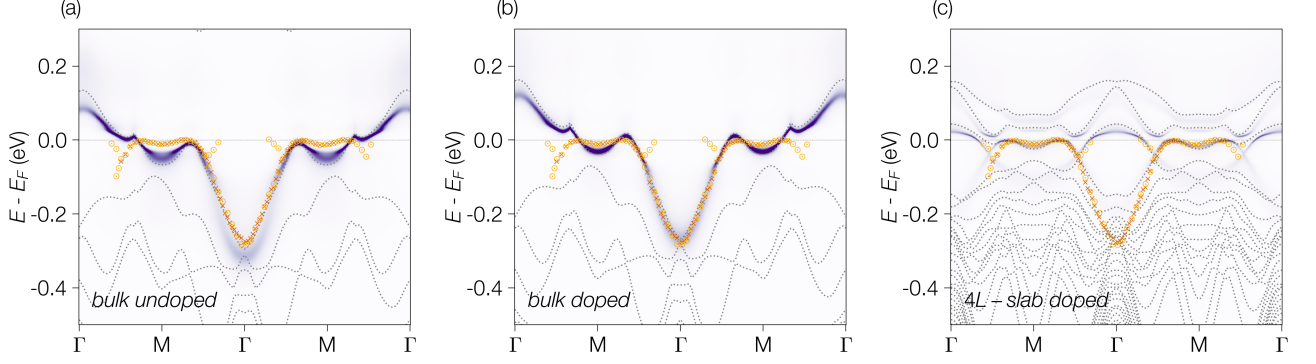 (a)
(b)
(c)
E - E_F (eV)
0.2
0.0
-0.2
-0.4
bulk undoped
Γ M Γ M Γ
E - E_F (eV)
0.2
0.0
-0.2
-0.4
bulk doped
Γ M Γ M Γ
E - E_F (eV)
0.2
0.0
-0.2
-0.4
4L – slab doped
Γ M Γ M Γ